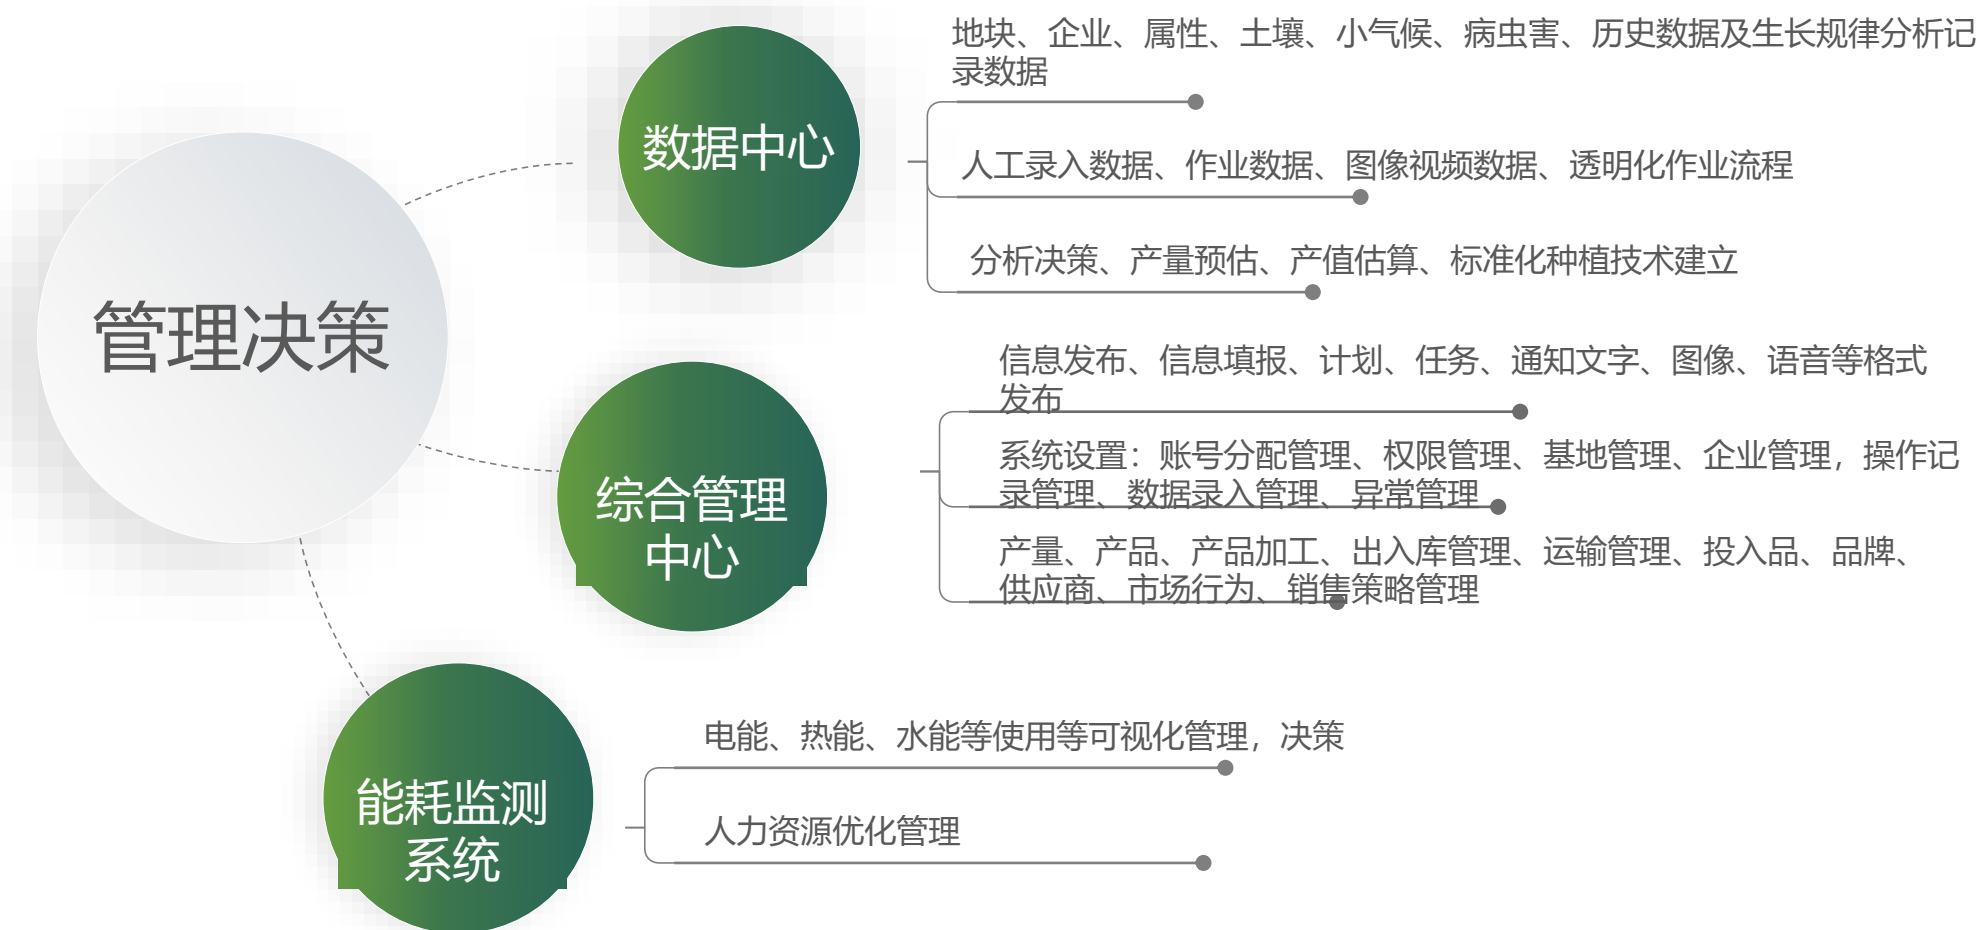 管理决策
数据中心
地块、企业、属性、土壤、小气候、病虫害、历史数据及生长规律分析记
录数据
人工录入数据、作业数据、图像视频数据、透明化作业流程
分析决策、产量预估、产值估算、标准化种植技术建立
综合管理
中心
信息发布、信息填报、计划、任务、通知文字、图像、语音等格式
发布
系统设置：账号分配管理、权限管理、基地管理、企业管理，操作记
录管理、数据录入管理、异常管理
产量、产品、产品加工、出入库管理、运输管理、投入品、品牌、
供应商、市场行为、销售策略管理
能耗监测
系统
电能、热能、水能等使用等可视化管理，决策
人力资源优化管理